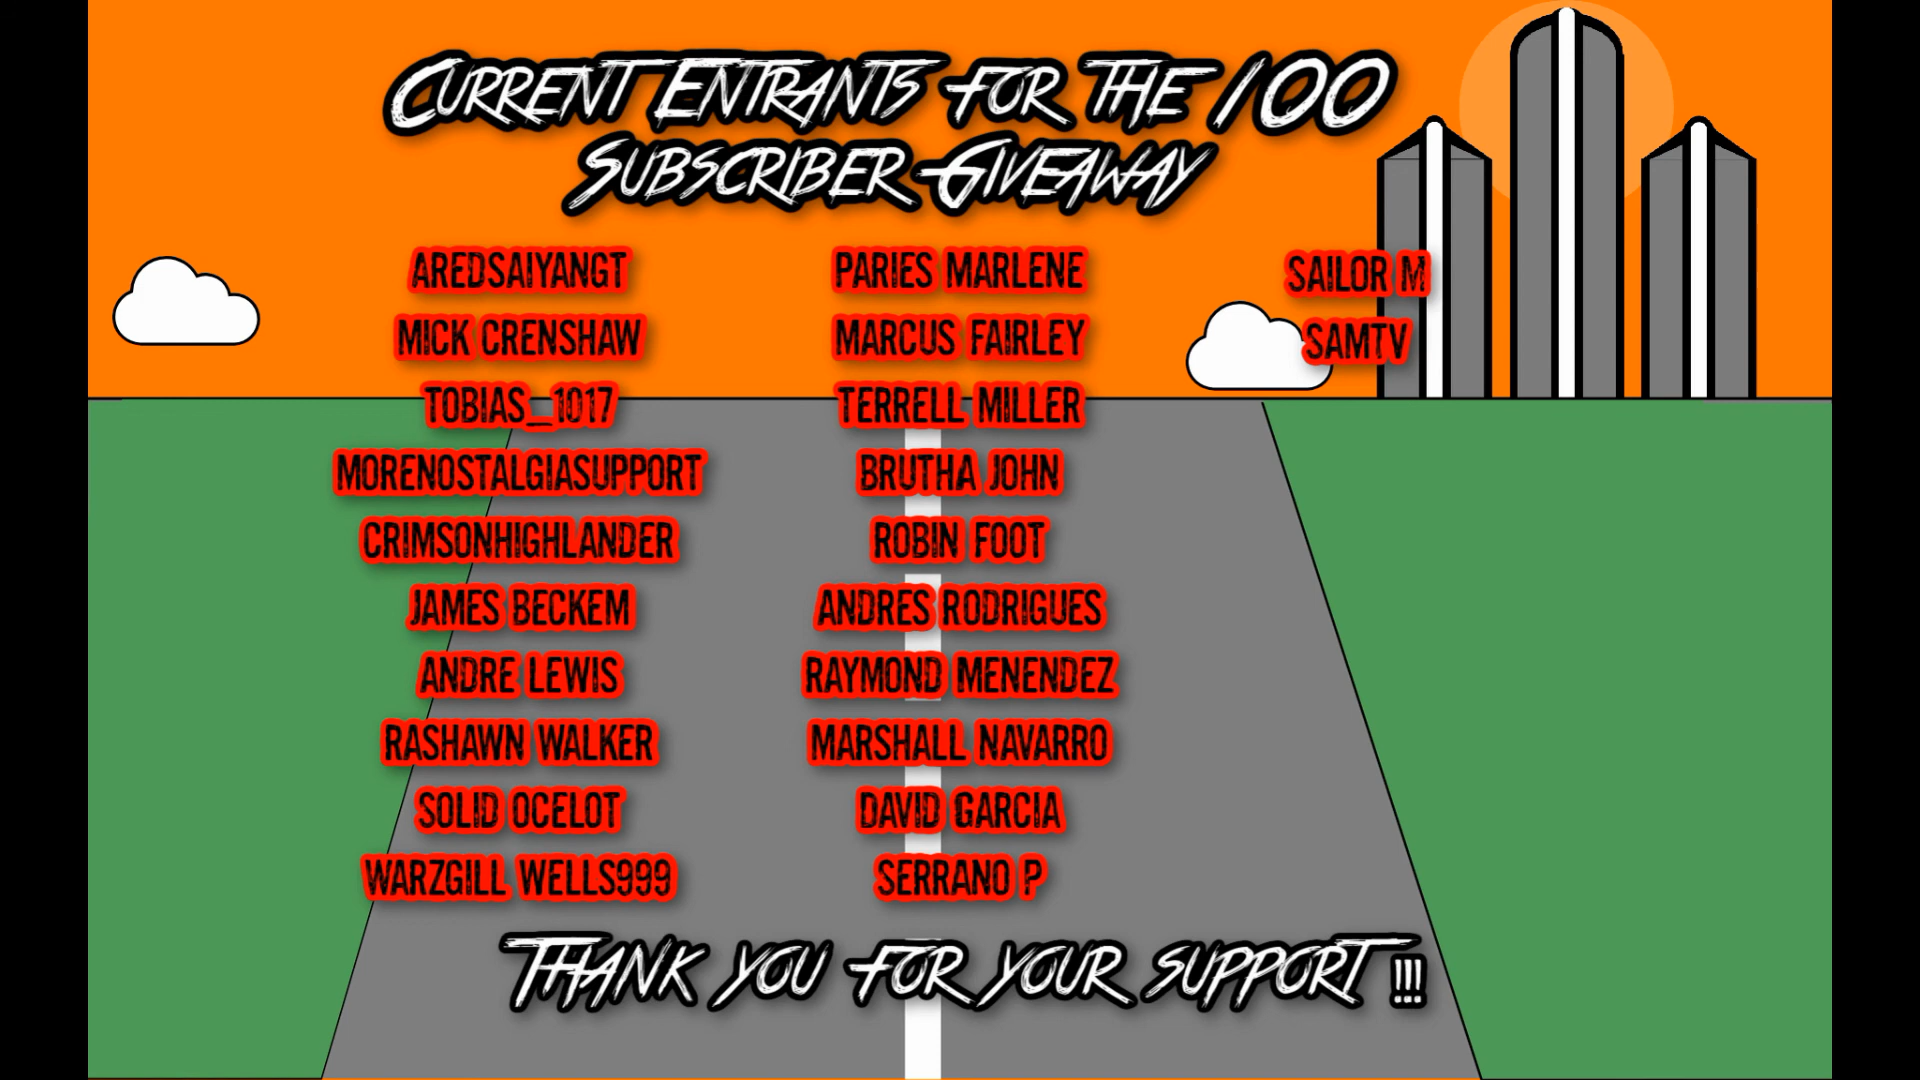 CURRENT ENTRANTS FOR THE 100
SUBSCRIBER GIVEAWAY
AREDSAIYANGT
MICK CRENSHAW
TOBIAS_1017
MORENOSTALGIASUPPORT
CRIMSONHIGHLANDER
JAMES BECKEM
ANDRE LEWIS
RASHAWN WALKER
SOLID OCELOT
WARZGILL WELLS999
PARIES MARLENE
MARCUS FAIRLEY
TERRELL MILLER
BRUTHA JOHN
ROBIN FOOT
ANDRES RODRIGUES
RAYMOND MENENDEZ
MARSHALL NAVARRO
DAVID GARCIA
SERRANO P
SAILOR M
SAMTV
THANK YOU FOR YOUR SUPPORT !!!